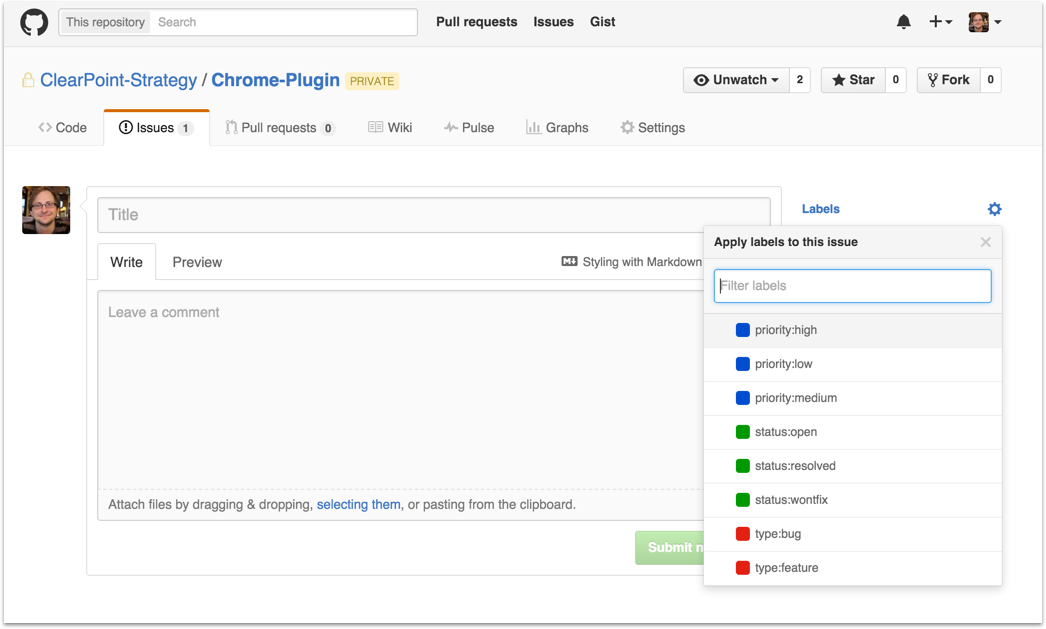 This repository Search Pull requests Issues Gist
ClearPoint-Strategy / Chrome-Plugin PRIVATE Unwatch 2 Star 0 Fork 0
Code Issues 1 Pull requests 0 Wiki Pulse Graphs Settings
Title
Labels
Write Preview Styling with Markdown
Apply labels to this issue
Filter labels
Leave a comment
priority:high
priority:low
priority:medium
status:open
status:resolved
status:wontfix
type:bug
type:feature
Attach files by dragging & dropping, selecting them, or pasting from the clipboard.
Submit n